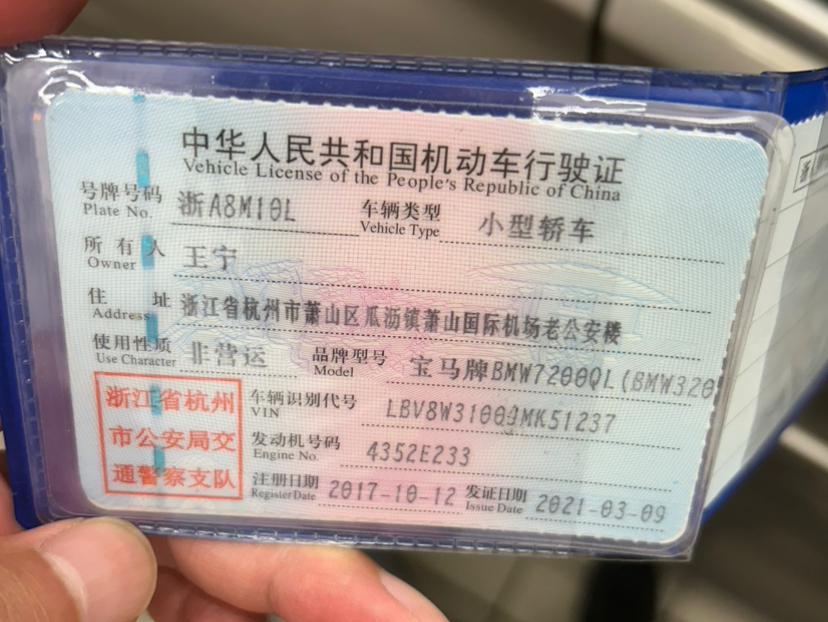 中华人民共和国机动车行驶证
Vehicle License of the People's Republic of China
号牌号码 浙A8M10L 车辆类型 小型轿车
Plate No. Vehicle Type
所有人 王宁
Owner
住址 浙江省杭州市萧山区瓜沥镇萧山国际机场老公安楼
Address
使用性质 非营运 品牌型号 宝马牌BMW7200QL(BMW320
Use Character Model
浙江省杭州
市公安局交
通警察支队
车辆识别代号 LBV8W3100
VIN
MK51237
发动机号码 4352E233
Engine No.
注册日期 2017-10-12 发证日期 2021-03-09
Register Date Issue Date